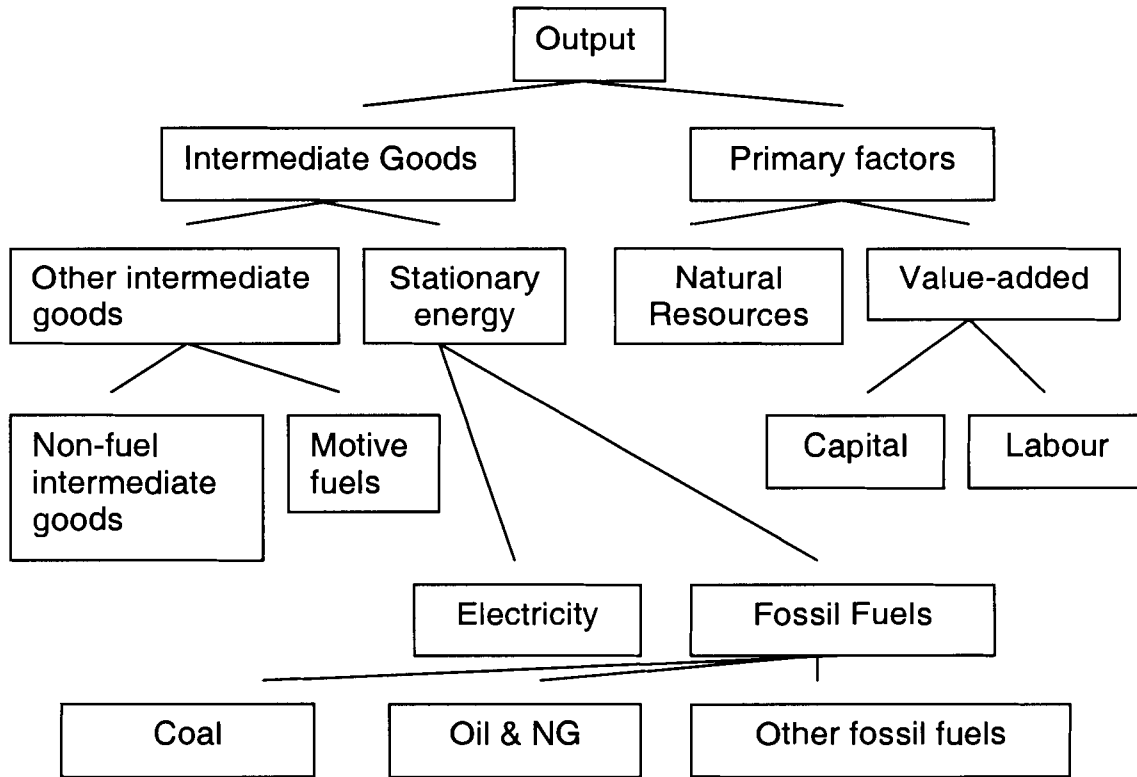 Output
Intermediate Goods
Primary factors
Other intermediate
goods
Stationary
energy
Natural
Resources
Value-added
Non-fuel
intermediate
goods
Motive
fuels
Capital
Labour
Electricity
Fossil Fuels
Coal
Oil & NG
Other fossil fuels